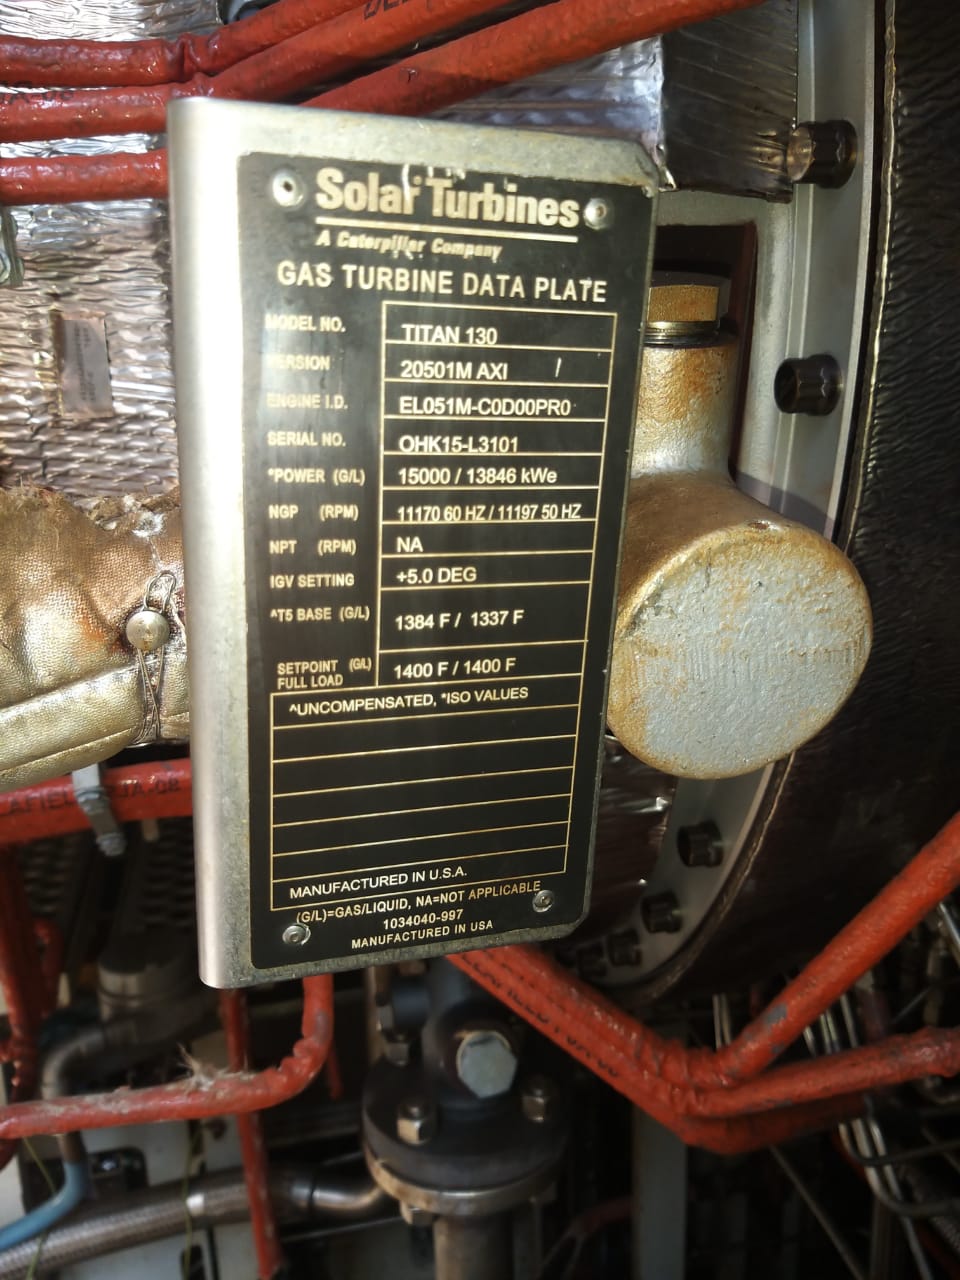 Solar Turbines
A Caterpillar Company
GAS TURBINE DATA PLATE
MODEL NO. TITAN 130
VERSION 20501M AXI /
ENGINE I.D. EL051M-C0D00PR0
SERIAL NO. OHK15-L3101
*POWER (G/L) 15000 / 13846 kWe
NGP (RPM) 11170 60 HZ / 11197 50 HZ
NPT (RPM) NA
IGV SETTING +5.0 DEG
^T5 BASE (G/L) 1384 F / 1337 F
SETPOINT (G/L) 1400 F / 1400 F
FULL LOAD
^UNCOMPENSATED, *ISO VALUES
MANUFACTURED IN U.S.A.
(G/L)=GAS/LIQUID, NA=NOT APPLICABLE
1034040-997
MANUFACTURED IN USA